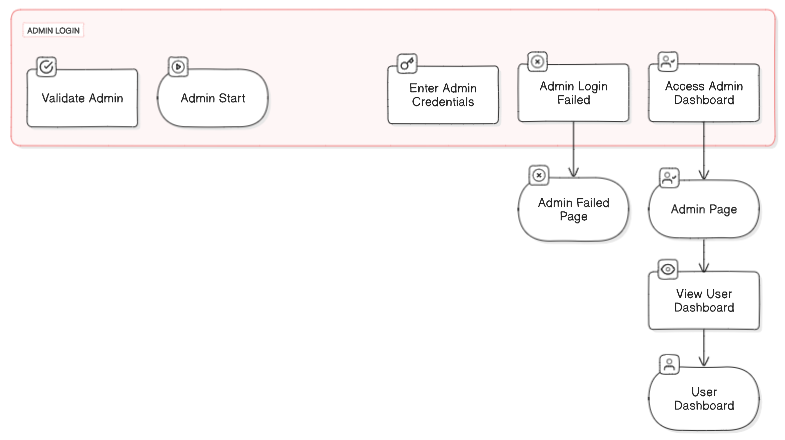 ADMIN LOGIN
Validate Admin
Admin Start
Enter Admin
Credentials
Admin Login
Failed
Access Admin
Dashboard
Admin Failed
Page
Admin Page
View User
Dashboard
User
Dashboard